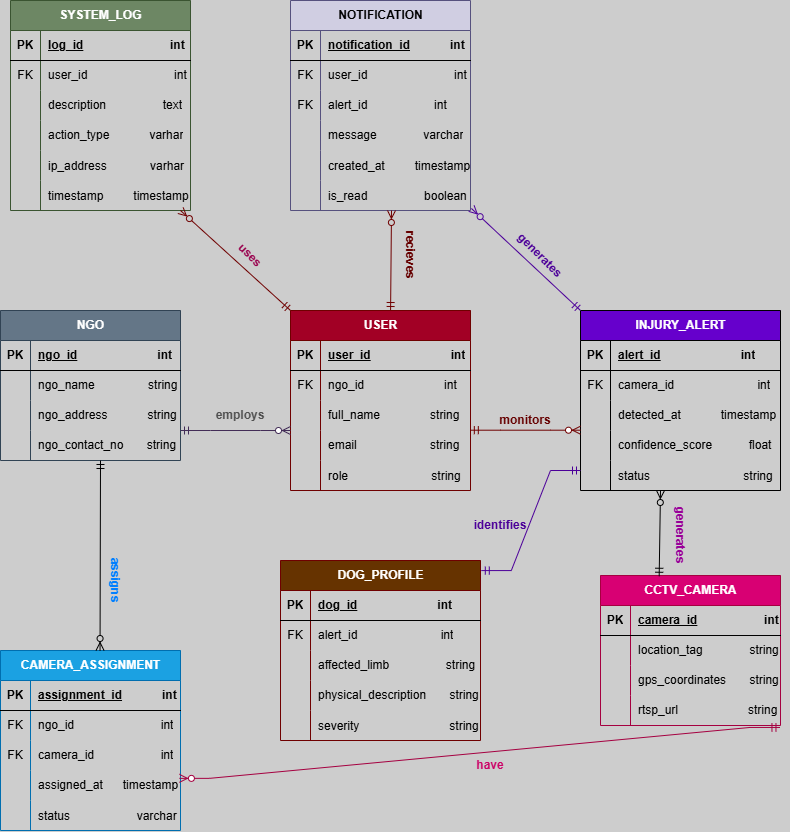 SYSTEM_LOG
PK log_id int
FK user_id int
description text
action_type varhar
ip_address varhar
timestamp timestamp
NOTIFICATION
PK notification_id int
FK user_id int
FK alert_id int
message varchar
created_at timestamp
is_read boolean
uses
recieves
generates
NGO
PK ngo_id int
ngo_name string
ngo_address string
ngo_contact_no string
employs
USER
PK user_id int
FK ngo_id int
full_name string
email string
role string
monitors
INJURY_ALERT
PK alert_id int
FK camera_id int
detected_at timestamp
confidence_score float
status string
identifies
generates
assigns
DOG_PROFILE
PK dog_id int
FK alert_id int
affected_limb string
physical_description string
severity string
CCTV_CAMERA
PK camera_id int
location_tag string
gps_coordinates string
rtsp_url string
CAMERA_ASSIGNMENT
PK assignment_id int
FK ngo_id int
FK camera_id int
assigned_at timestamp
status varchar
have